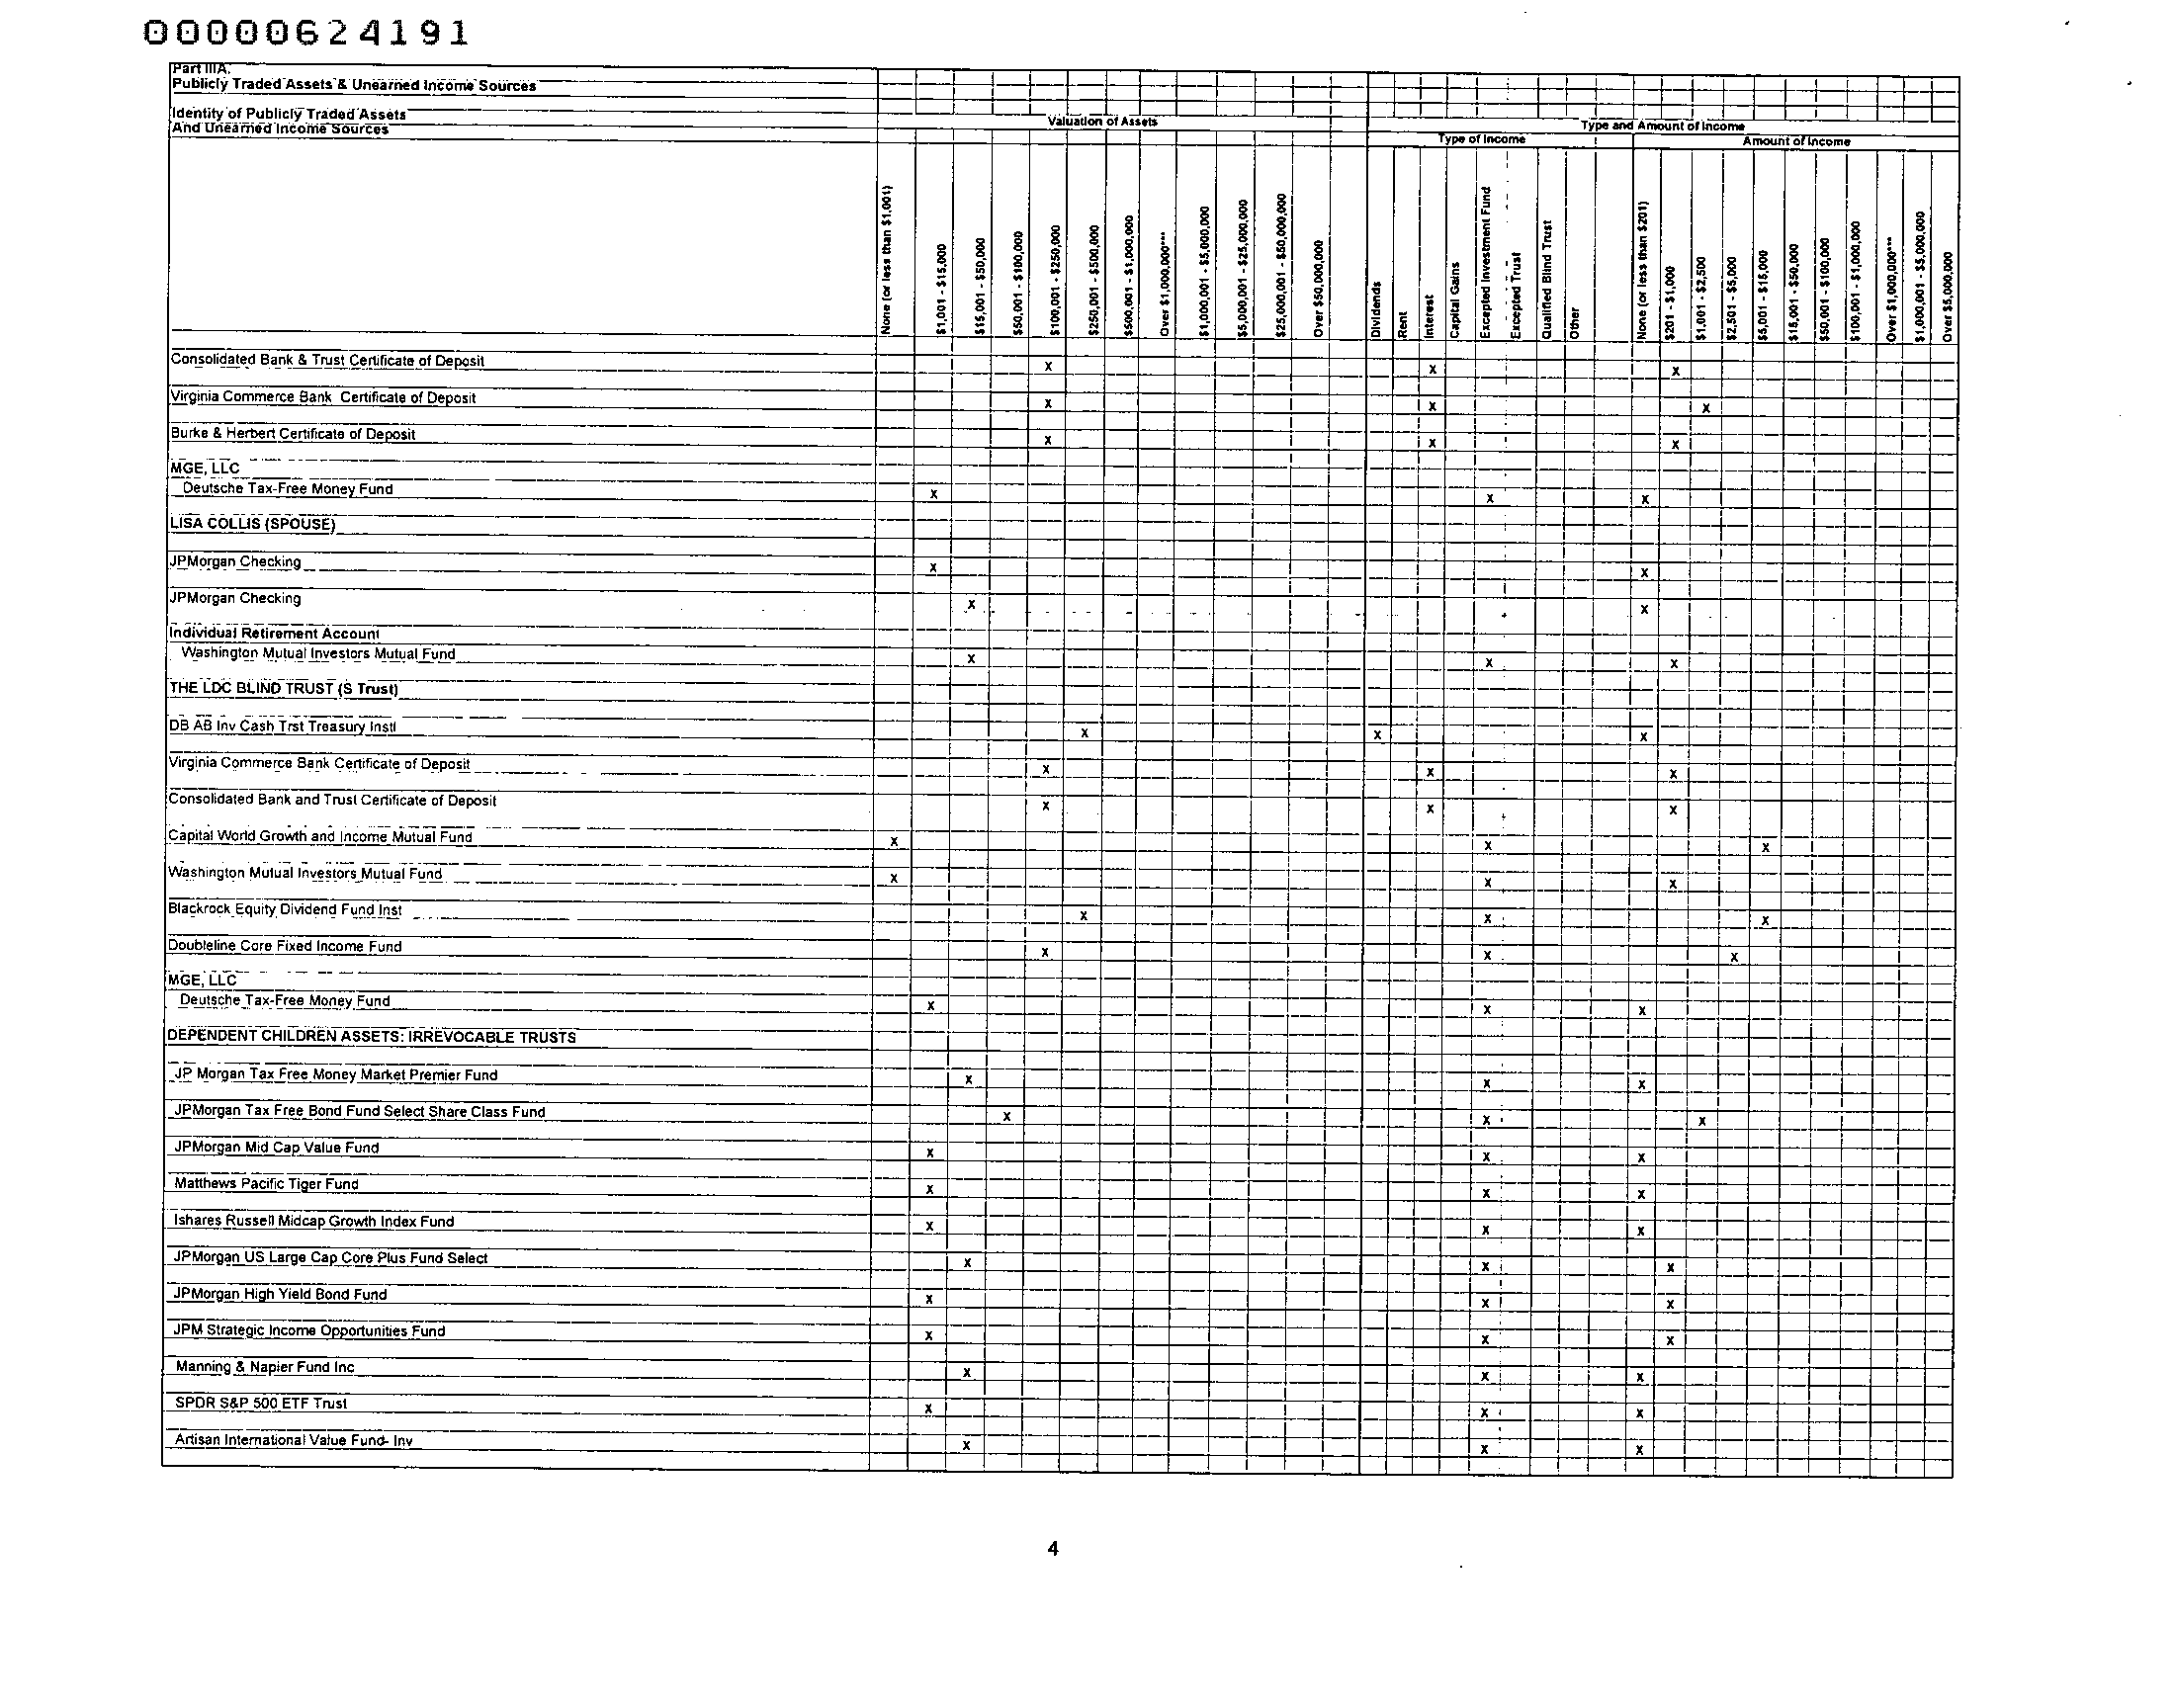 00000624191
Part IIIA.
Publicly Traded Assets & Unearned Income Sources
Identity of Publicly Traded Assets
And Unearned Income Sources
Valuation of Assets
Type and Amount of Income
Type of Income
Amount of Income
None (or less than $1,001)
$1,001 - $15,000
$15,001 - $50,000
$50,001 - $100,000
$100,001 - $250,000
$250,001 - $500,000
$500,001 - $1,000,000
Over $1,000,000***
$1,000,001 - $5,000,000
$5,000,001 - $25,000,000
$25,000,001 - $50,000,000
Over $50,000,000
Dividends
Rent
Interest
Capital Gains
Excepted Investment Fund
Excepted Trust
Qualified Blind Trust
Other
None (or less than $201)
$201 - $1,000
$1,001 - $2,500
$2,501 - $5,000
$5,001 - $15,000
$15,001 - $50,000
$50,001 - $100,000
$100,001 - $1,000,000
Over $1,000,000***
$1,000,001 - $5,000,000
Over $5,000,000
Consolidated Bank & Trust Certificate of Deposit x x x
Virginia Commerce Bank Certificate of Deposit x x x
Burke & Herbert Certificate of Deposit x x x
MGE, LLC
Deutsche Tax-Free Money Fund x x x
LISA COLLIS (SPOUSE)
JPMorgan Checking x x
JPMorgan Checking x x
Individual Retirement Account
Washington Mutual Investors Mutual Fund x x x
THE LDC BLIND TRUST (S Trust)
DB AB Inv Cash Trst Treasury Instl x x x
Virginia Commerce Bank Certificate of Deposit x x x
Consolidated Bank and Trust Certificate of Deposit x x x
Capital World Growth and Income Mutual Fund x x x
Washington Mutual Investors Mutual Fund x x x
Blackrock Equity Dividend Fund Inst x x x
Doubleline Core Fixed Income Fund x x x
MGE, LLC
Deutsche Tax-Free Money Fund x x x
DEPENDENT CHILDREN ASSETS: IRREVOCABLE TRUSTS
JP Morgan Tax Free Money Market Premier Fund x x x
JPMorgan Tax Free Bond Fund Select Share Class Fund x x x
JPMorgan Mid Cap Value Fund x x x
Matthews Pacific Tiger Fund x x x
Ishares Russell Midcap Growth Index Fund x x x
JPMorgan US Large Cap Core Plus Fund Select x x x
JPMorgan High Yield Bond Fund x x x
JPM Strategic Income Opportunities Fund x x x
Manning & Napier Fund Inc x x x
SPDR S&P 500 ETF Trust x x x
Artisan International Value Fund- Inv x x x
4